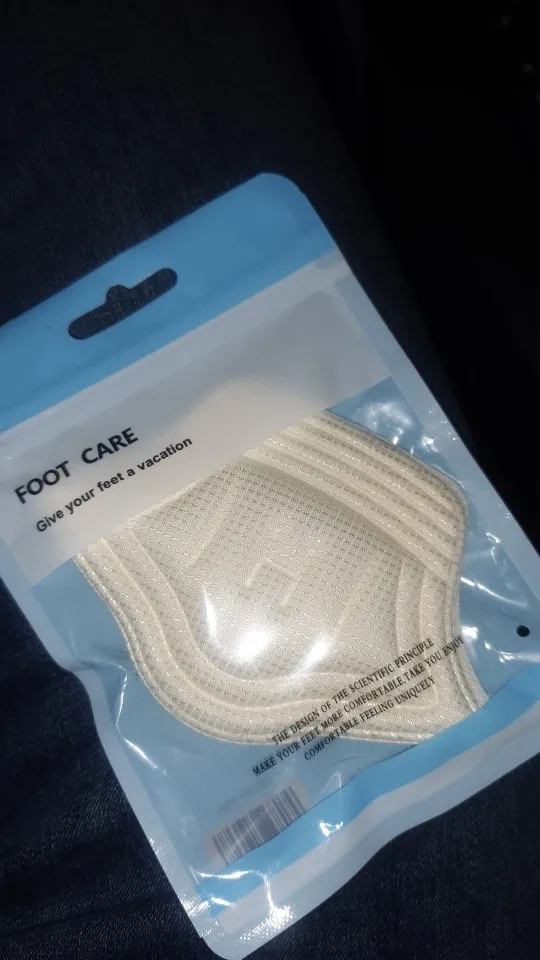 FOOT CARE
Give your feet a vacation
THE DESIGN OF THE SCIENTIFIC PRINCIPLE
MAKE YOUR FEET MORE COMFORTABLE,TAKE YOU ENJOY
COMFORTABLE FEELING UNIQUELY